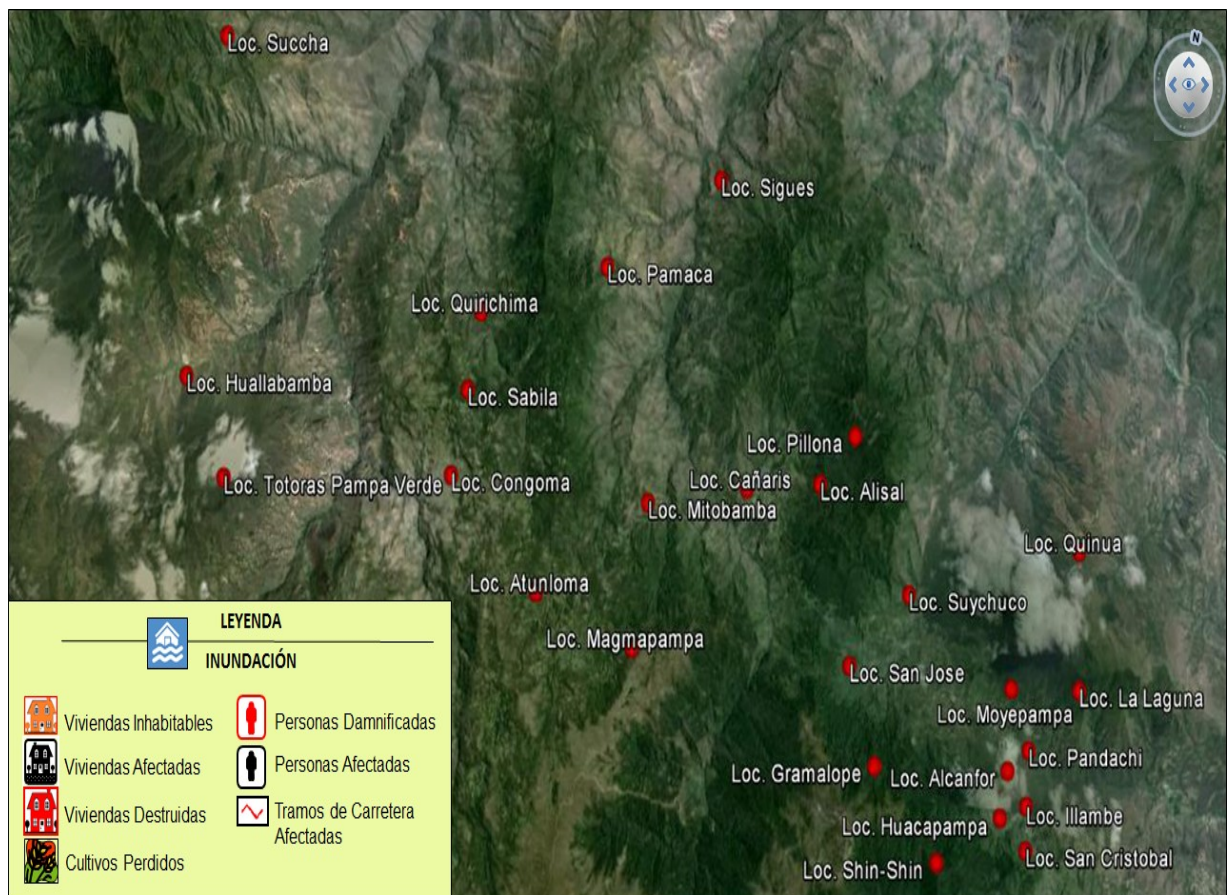 N
Loc. Succha
Loc. Sigues
Loc. Pamaca
Loc. Quirichima
Loc. Huallabamba
Loc. Sabila
Loc. Pillona
Loc. Totoras Pampa Verde
Loc. Congoma
Loc. Cañaris
Loc. Alisal
Loc. Mitobamba
Loc. Quinua
Loc. Atunloma
Loc. Suychuco
Loc. Magmapampa
Loc. San Jose
Loc. La Laguna
Loc. Moyepampa
Loc. Pandachi
Loc. Gramalope
Loc. Alcanfor
Loc. Illambe
Loc. Huacapampa
Loc. San Cristobal
Loc. Shin-Shin
LEYENDA
INUNDACIÓN
Viviendas Inhabitables
Viviendas Afectadas
Viviendas Destruidas
Cultivos Perdidos
Personas Damnificadas
Personas Afectadas
Tramos de Carretera
Afectadas